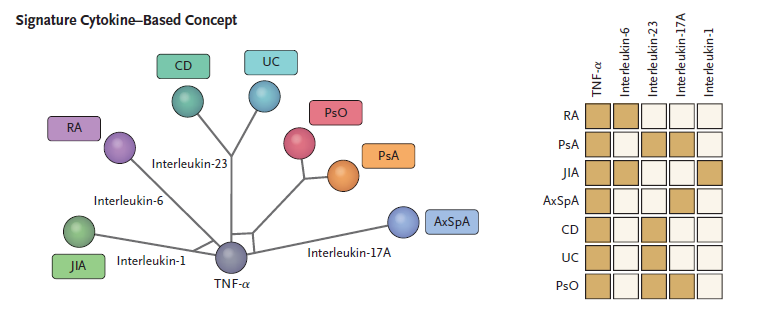 Signature Cytokine–Based Concept
CD
UC
PsO
RA
PsA
Interleukin-23
Interleukin-6
AxSpA
JIA
Interleukin-1
Interleukin-17A
TNF-α
TNF-α
Interleukin-6
Interleukin-23
Interleukin-17A
Interleukin-1
RA
PsA
JIA
AxSpA
CD
UC
PsO